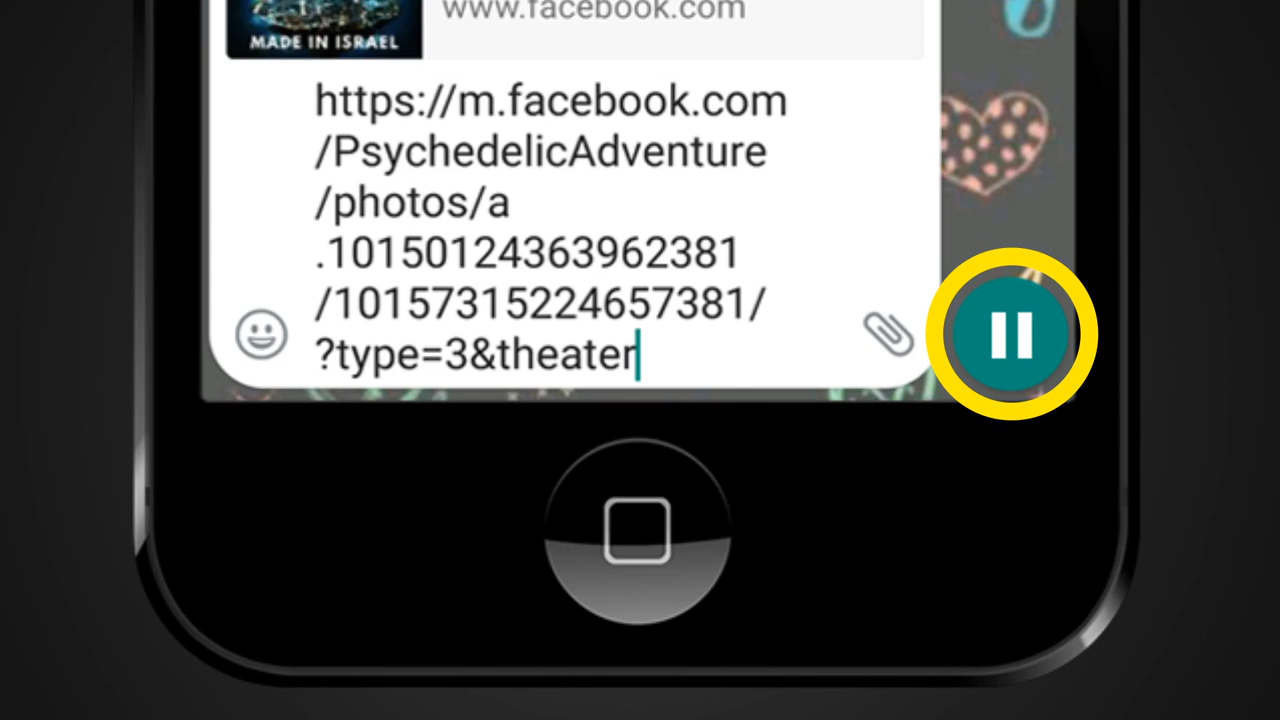 www.facebook.com
MADE IN ISRAEL
https://m.facebook.com
/PsychedelicAdventure
/photos/a
.10150124363962381
/10157315224657381/
?type=3&theater